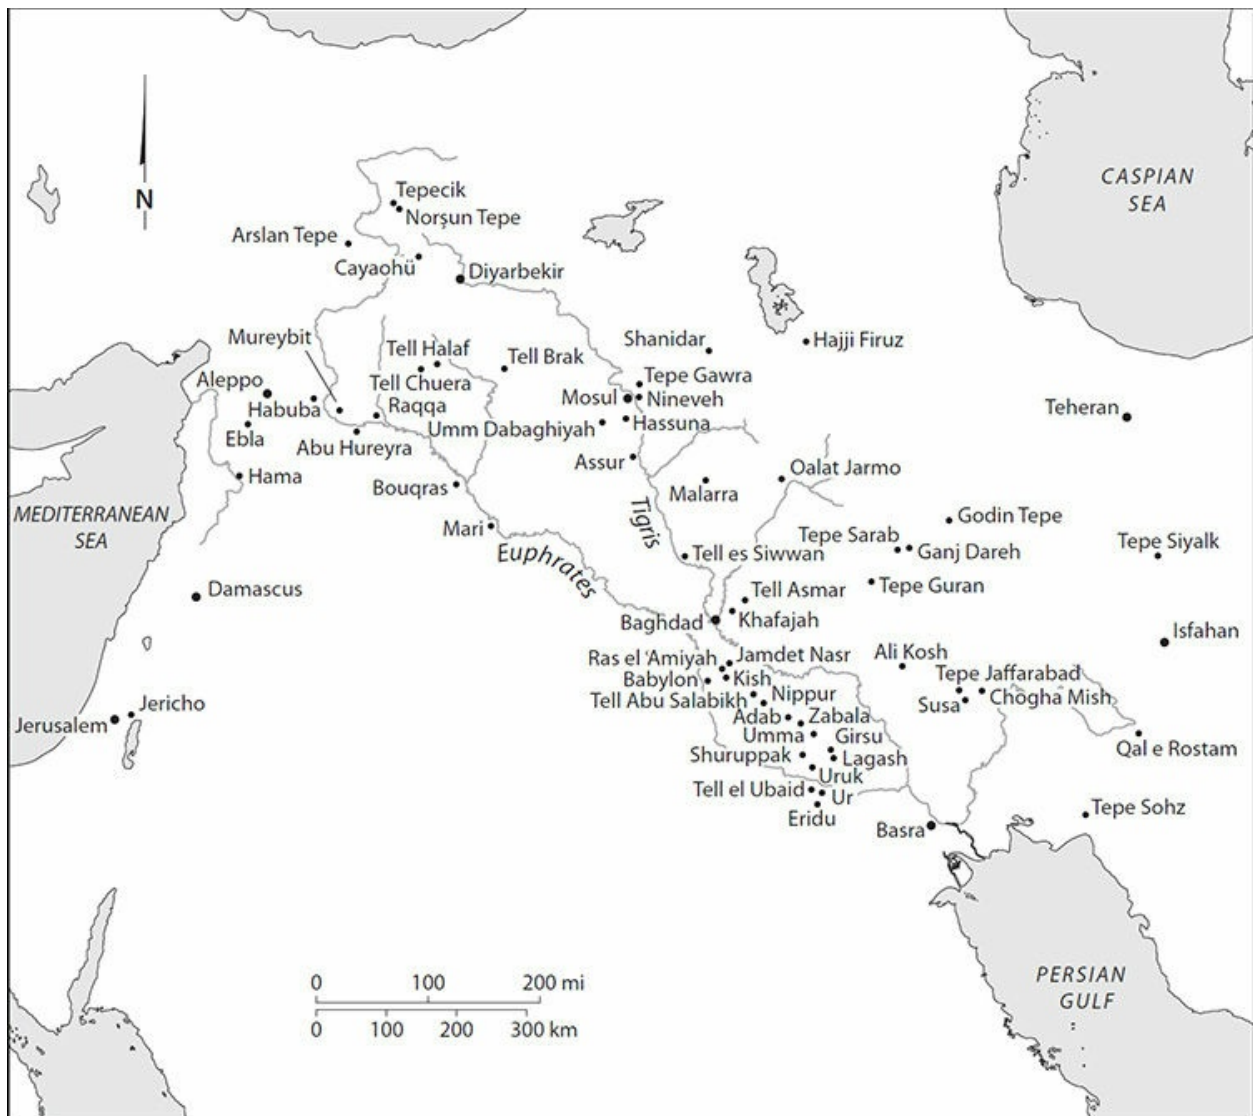 CASPIAN
SEA
N
Tepecik
Norşun Tepe
Arslan Tepe
Cayaohü
Diyarbekir
Mureybit
Shanidar
Hajji Firuz
Tell Halaf
Tell Brak
Aleppo
Tell Chuera
Tepe Gawra
Mosul
Nineveh
Teheran
Habuba
Raqqa
Umm Dabaghiyah
Hassuna
Ebla
Abu Hureyra
Assur
Oalat Jarmo
Hama
Bouqras
Malarra
MEDITERRANEAN
SEA
Mari
Euphrates
Tigris
Godin Tepe
Tepe Sarab
Ganj Dareh
Tepe Siyalk
Tell es Siwwan
Damascus
Tell Asmar
Tepe Guran
Baghdad
Khafajah
Isfahan
Ras el ‘Amiyah
Jamdet Nasr
Ali Kosh
Babylon
Kish
Tepe Jaffarabad
Tell Abu Salabikh
Nippur
Susa
Chogha Mish
Jericho
Jerusalem
Adab
Zabala
Umma
Girsu
Qal e Rostam
Shuruppak
Lagash
Uruk
Tell el Ubaid
Ur
Eridu
Basra
Tepe Sohz
0 100 200 mi
0 100 200 300 km
PERSIAN
GULF